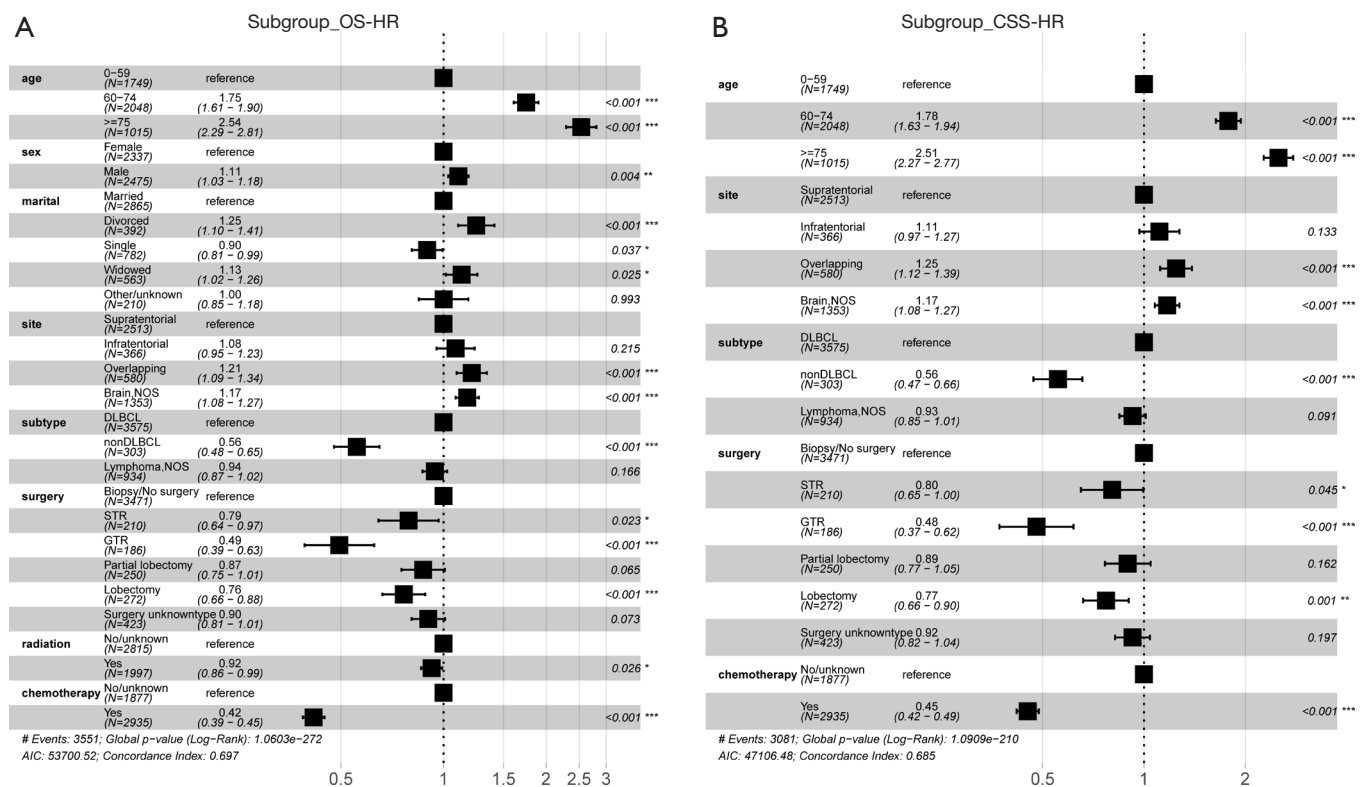 A
Subgroup_OS-HR
age 0−59 reference
(N=1749)
60−74 1.75 <0.001 ***
(N=2048) (1.61 − 1.90)
>=75 2.54 <0.001 ***
(N=1015) (2.29 − 2.81)
sex Female reference
(N=2337)
Male 1.11 0.004 **
(N=2475) (1.03 − 1.18)
marital Married reference
(N=2865)
Divorced 1.25 <0.001 ***
(N=392) (1.10 − 1.41)
Single 0.90 0.037 *
(N=782) (0.81 − 0.99)
Widowed 1.13 0.025 *
(N=563) (1.02 − 1.26)
Other/unknown 1.00 0.993
(N=210) (0.85 − 1.18)
site Supratentorial reference
(N=2513)
Infratentorial 1.08 0.215
(N=366) (0.95 − 1.23)
Overlapping 1.21 <0.001 ***
(N=580) (1.09 − 1.34)
Brain,NOS 1.17 <0.001 ***
(N=1353) (1.08 − 1.27)
subtype DLBCL reference
(N=3575)
nonDLBCL 0.56 <0.001 ***
(N=303) (0.48 − 0.65)
Lymphoma,NOS 0.94 0.166
(N=934) (0.87 − 1.02)
surgery Biopsy/No surgery reference
(N=3471)
STR 0.79 0.023 *
(N=210) (0.64 − 0.97)
GTR 0.49 <0.001 ***
(N=186) (0.39 − 0.63)
Partial lobectomy 0.87 0.065
(N=250) (0.75 − 1.01)
Lobectomy 0.76 <0.001 ***
(N=272) (0.66 − 0.88)
Surgery unknowntype 0.90 0.073
(N=423) (0.81 − 1.01)
radiation No/unknown reference
(N=2815)
Yes 0.92 0.026 *
(N=1997) (0.86 − 0.99)
chemotherapy No/unknown reference
(N=1877)
Yes 0.42 <0.001 ***
(N=2935) (0.39 − 0.45)
# Events: 3551; Global p−value (Log−Rank): 1.0603e−272
AIC: 53700.52; Concordance Index: 0.697
0.5 1 1.5 2 2.5 3
B
Subgroup_CSS-HR
age 0−59 reference
(N=1749)
60−74 1.78 <0.001 ***
(N=2048) (1.63 − 1.94)
>=75 2.51 <0.001 ***
(N=1015) (2.27 − 2.77)
site Supratentorial reference
(N=2513)
Infratentorial 1.11 0.133
(N=366) (0.97 − 1.27)
Overlapping 1.25 <0.001 ***
(N=580) (1.12 − 1.39)
Brain,NOS 1.17 <0.001 ***
(N=1353) (1.08 − 1.27)
subtype DLBCL reference
(N=3575)
nonDLBCL 0.56 <0.001 ***
(N=303) (0.47 − 0.66)
Lymphoma,NOS 0.93 0.091
(N=934) (0.85 − 1.01)
surgery Biopsy/No surgery reference
(N=3471)
STR 0.80 0.045 *
(N=210) (0.65 − 1.00)
GTR 0.48 <0.001 ***
(N=186) (0.37 − 0.62)
Partial lobectomy 0.89 0.162
(N=250) (0.77 − 1.05)
Lobectomy 0.77 0.001 **
(N=272) (0.66 − 0.90)
Surgery unknowntype 0.92 0.197
(N=423) (0.82 − 1.04)
chemotherapy No/unknown reference
(N=1877)
Yes 0.45 <0.001 ***
(N=2935) (0.42 − 0.49)
# Events: 3081; Global p−value (Log−Rank): 1.0909e−210
AIC: 47106.48; Concordance Index: 0.685
0.5 1 2